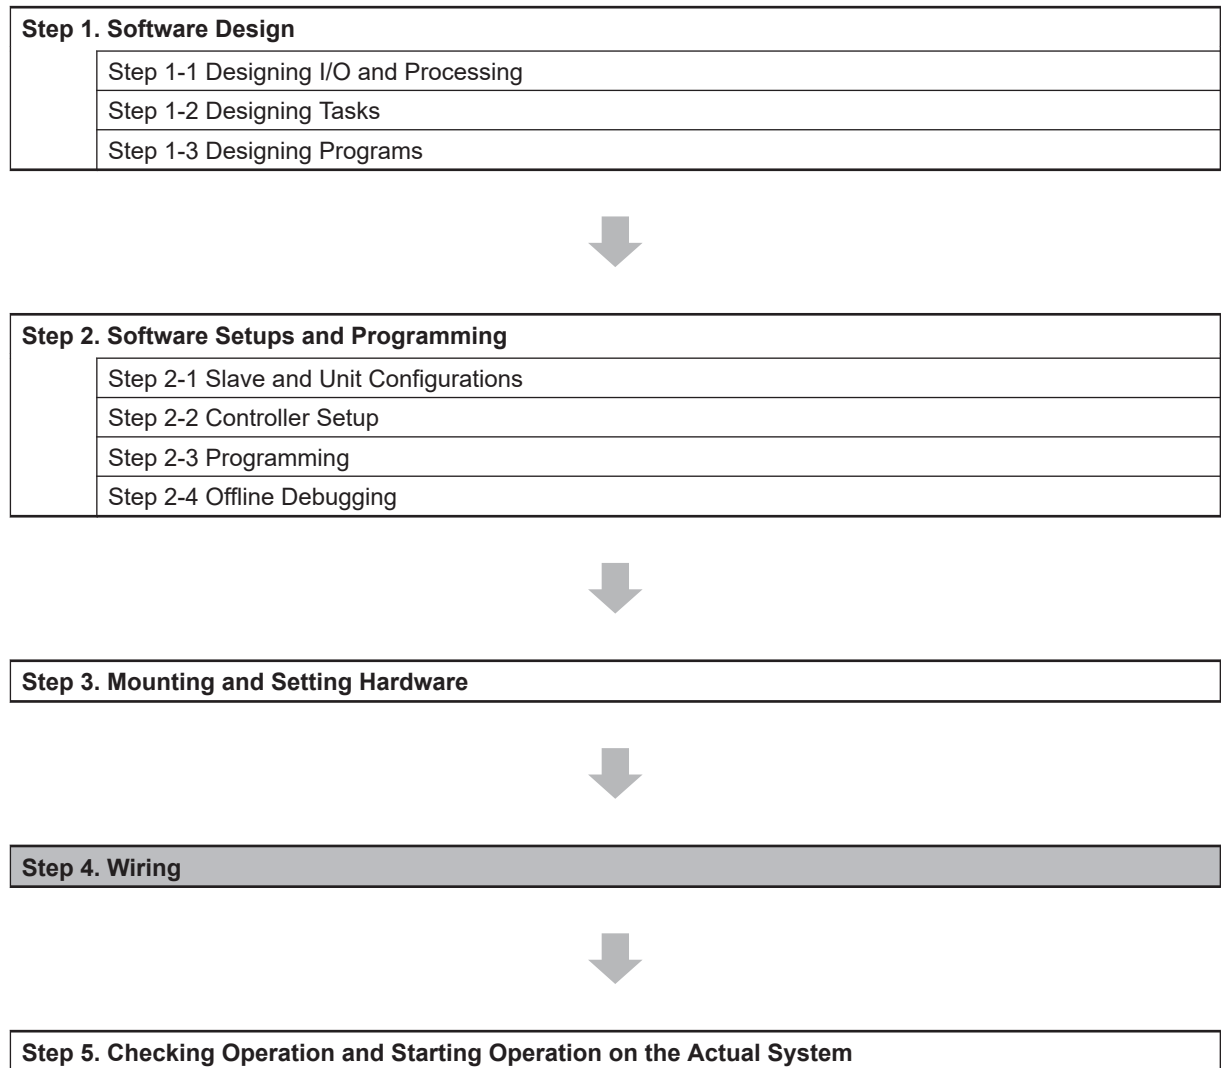 Step 1. Software Design
Step 1-1 Designing I/O and Processing
Step 1-2 Designing Tasks
Step 1-3 Designing Programs
Step 2. Software Setups and Programming
Step 2-1 Slave and Unit Configurations
Step 2-2 Controller Setup
Step 2-3 Programming
Step 2-4 Offline Debugging
Step 3. Mounting and Setting Hardware
Step 4. Wiring
Step 5. Checking Operation and Starting Operation on the Actual System